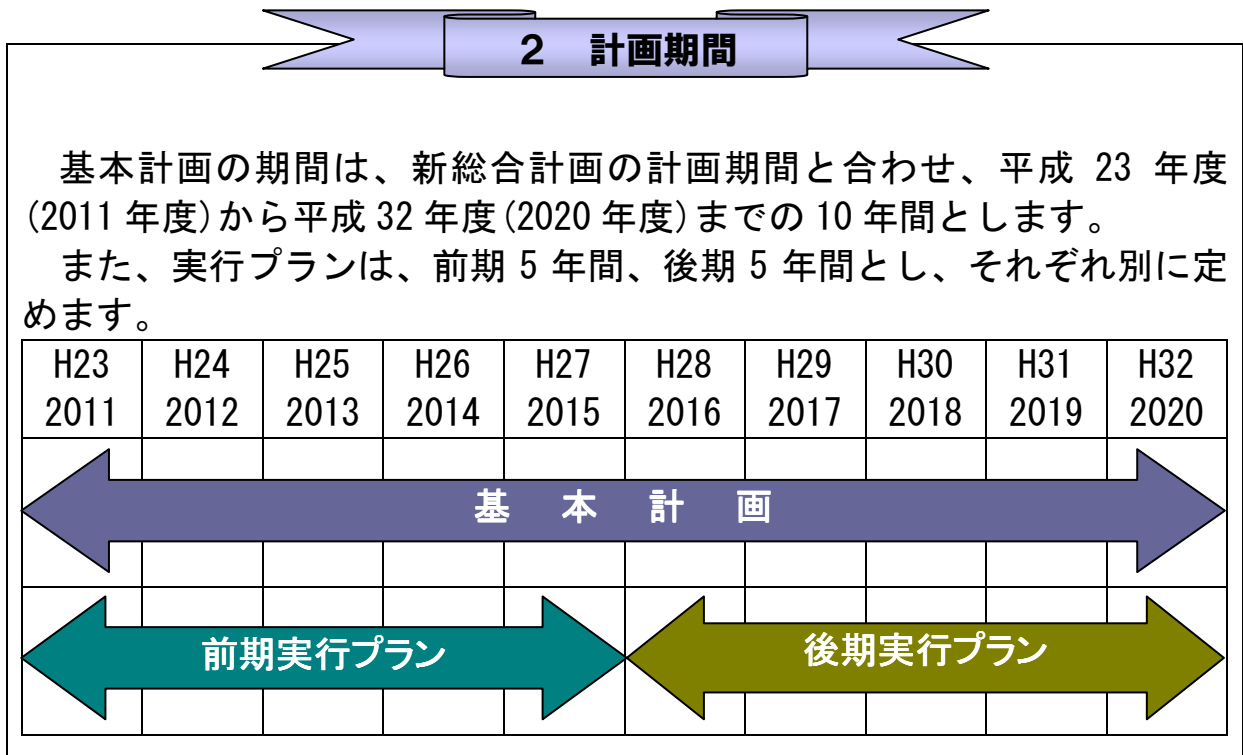 2 計画期間
基本計画の期間は、新総合計画の計画期間と合わせ、平成 23 年度
(2011 年度)から平成 32 年度(2020 年度)までの 10 年間とします。
また、実行プランは、前期 5 年間、後期 5 年間とし、それぞれ別に定
めます。
H23 H24 H25 H26 H27 H28 H29 H30 H31 H32
2011 2012 2013 2014 2015 2016 2017 2018 2019 2020
基 本 計 画
前期実行プラン 後期実行プラン